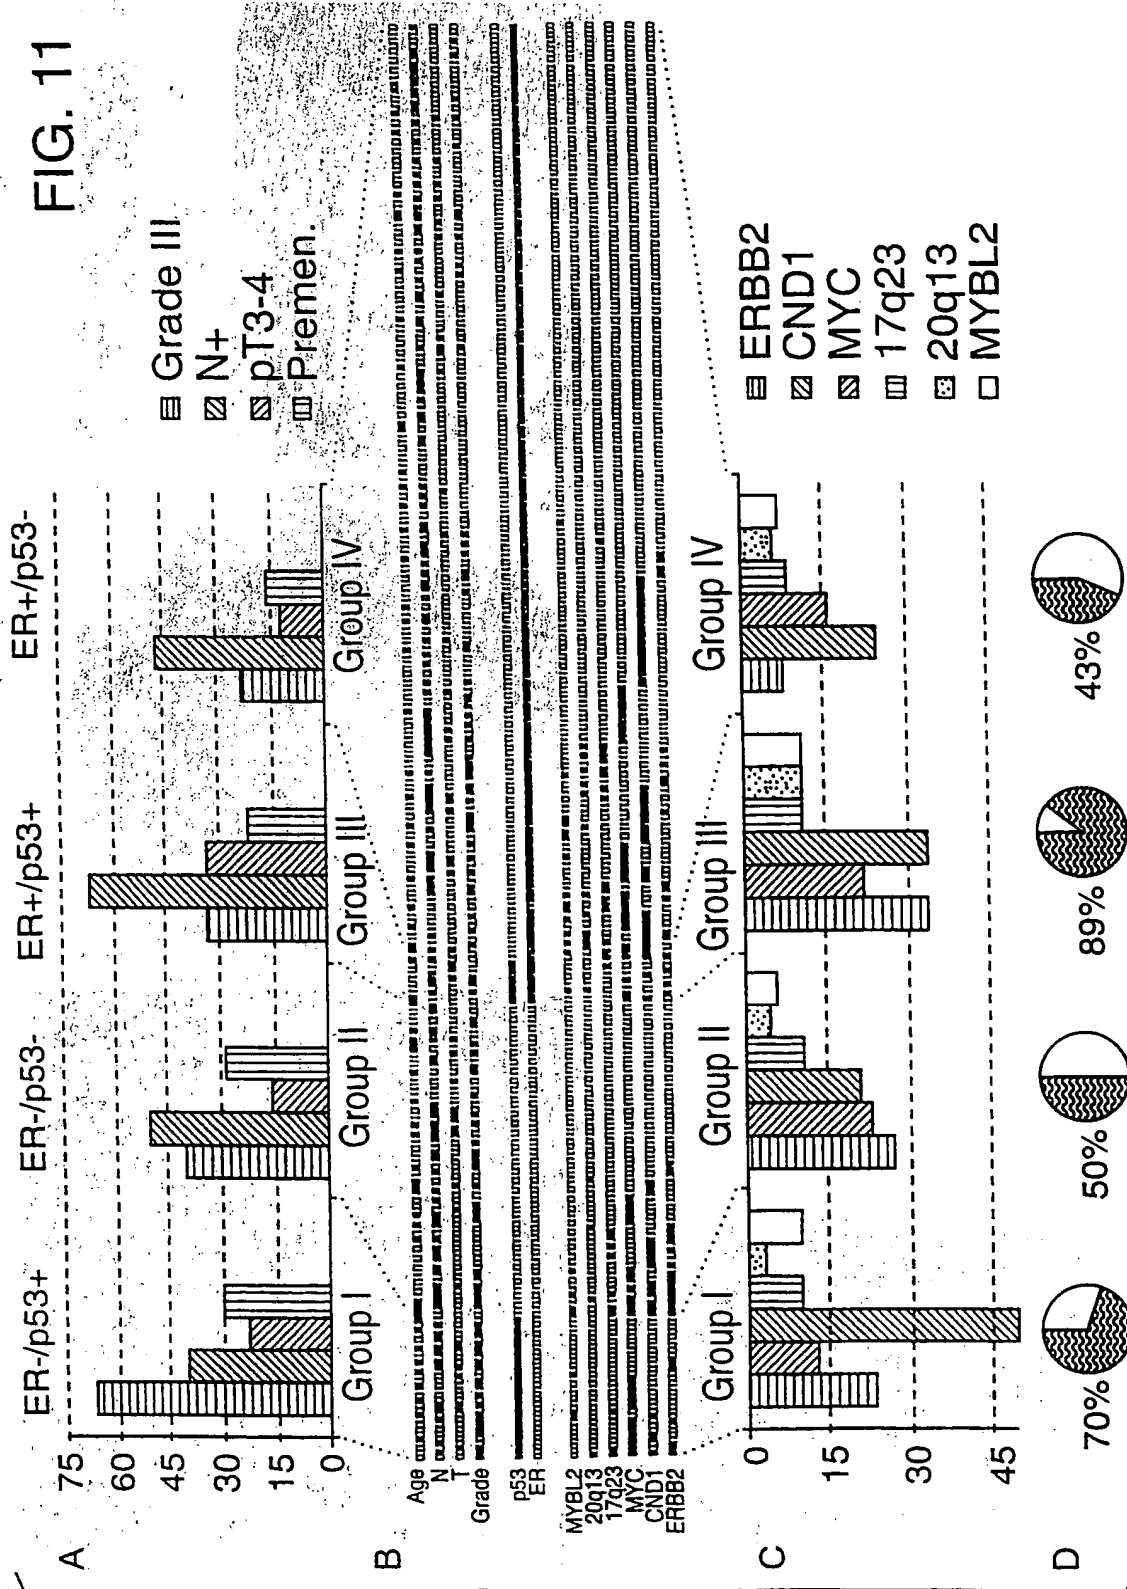 FIG. 11
A
ER-/p53+
ER-/p53-
ER+/p53+
ER+/p53-
75
60
45
30
15
0
Grade III
N+
pT3-4
Premen.
Group I
Group II
Group III
Group IV
B
Age
N
T
Grade
p53
ER
MYBL2
20q13
17q23
MYC
CND1
ERBB2
C
Group I
Group II
Group III
Group IV
0
15
30
45
ERBB2
CND1
MYC
17q23
20q13
MYBL2
D
70%
50%
89%
43%